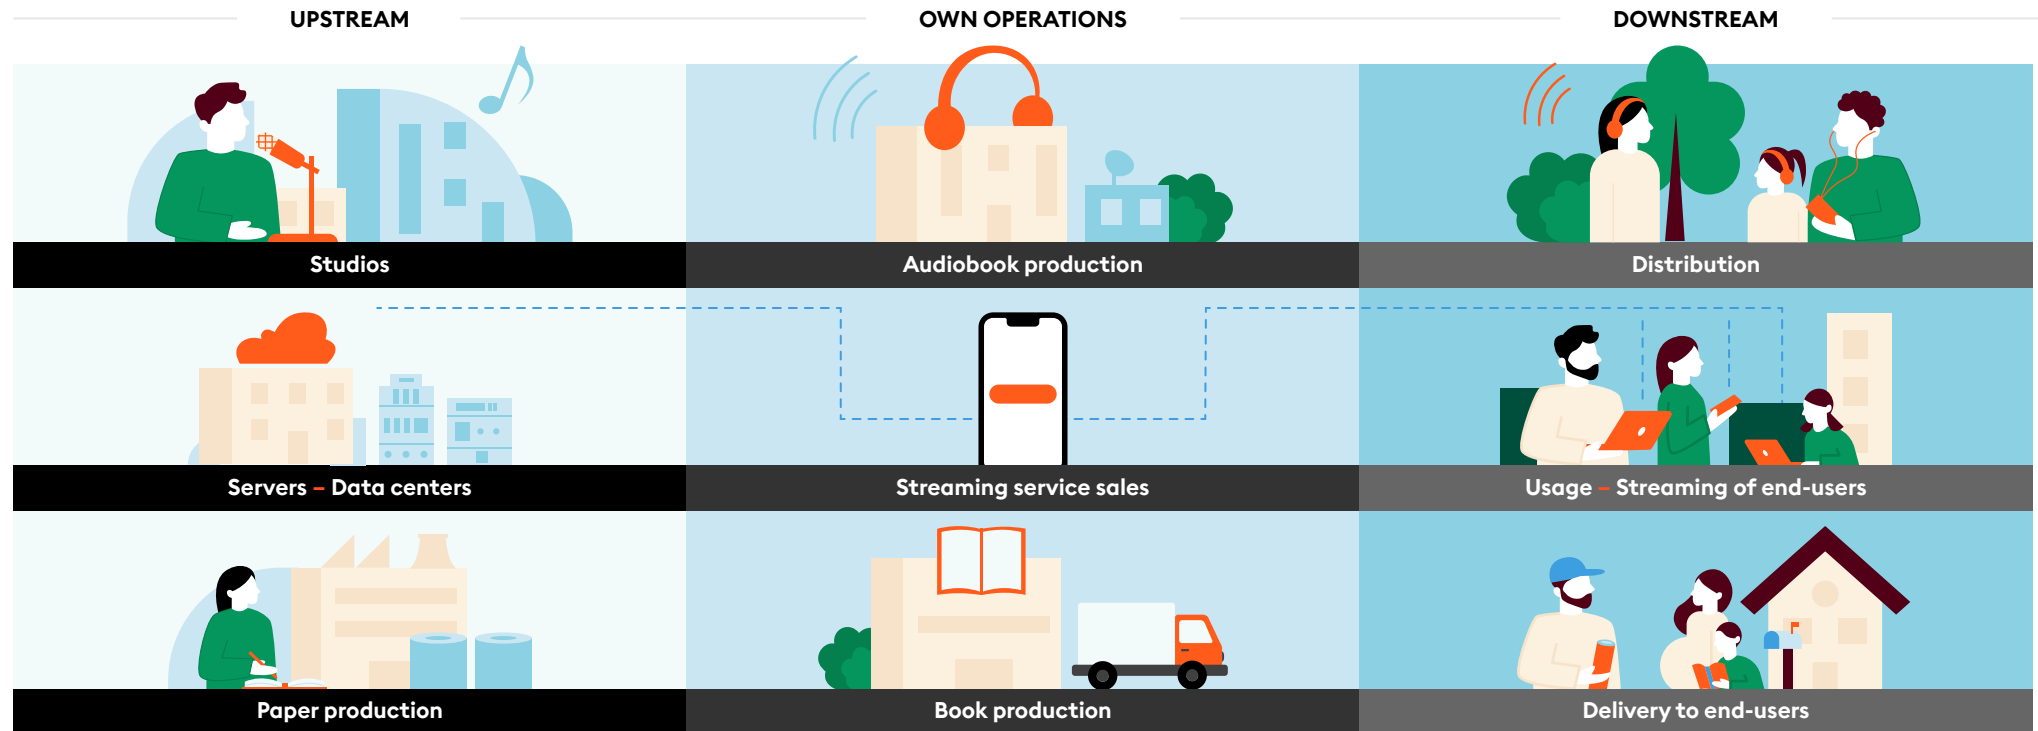 UPSTREAM
OWN OPERATIONS
DOWNSTREAM
Studios
Audiobook production
Distribution
Servers – Data centers
Streaming service sales
Usage – Streaming of end-users
Paper production
Book production
Delivery to end-users